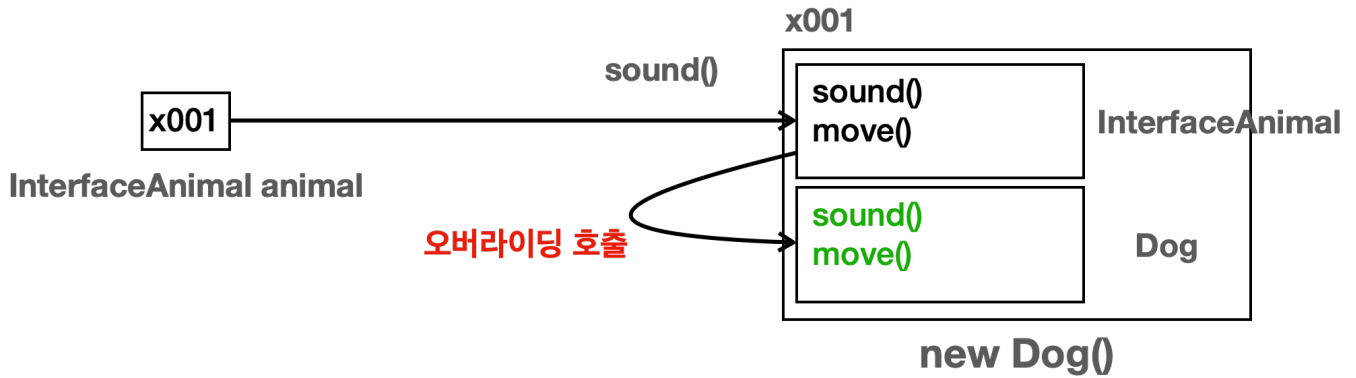 x001
sound()
sound()
move()
InterfaceAnimal
x001
InterfaceAnimal animal
오버라이딩 호출
sound()
move()
Dog
new Dog()